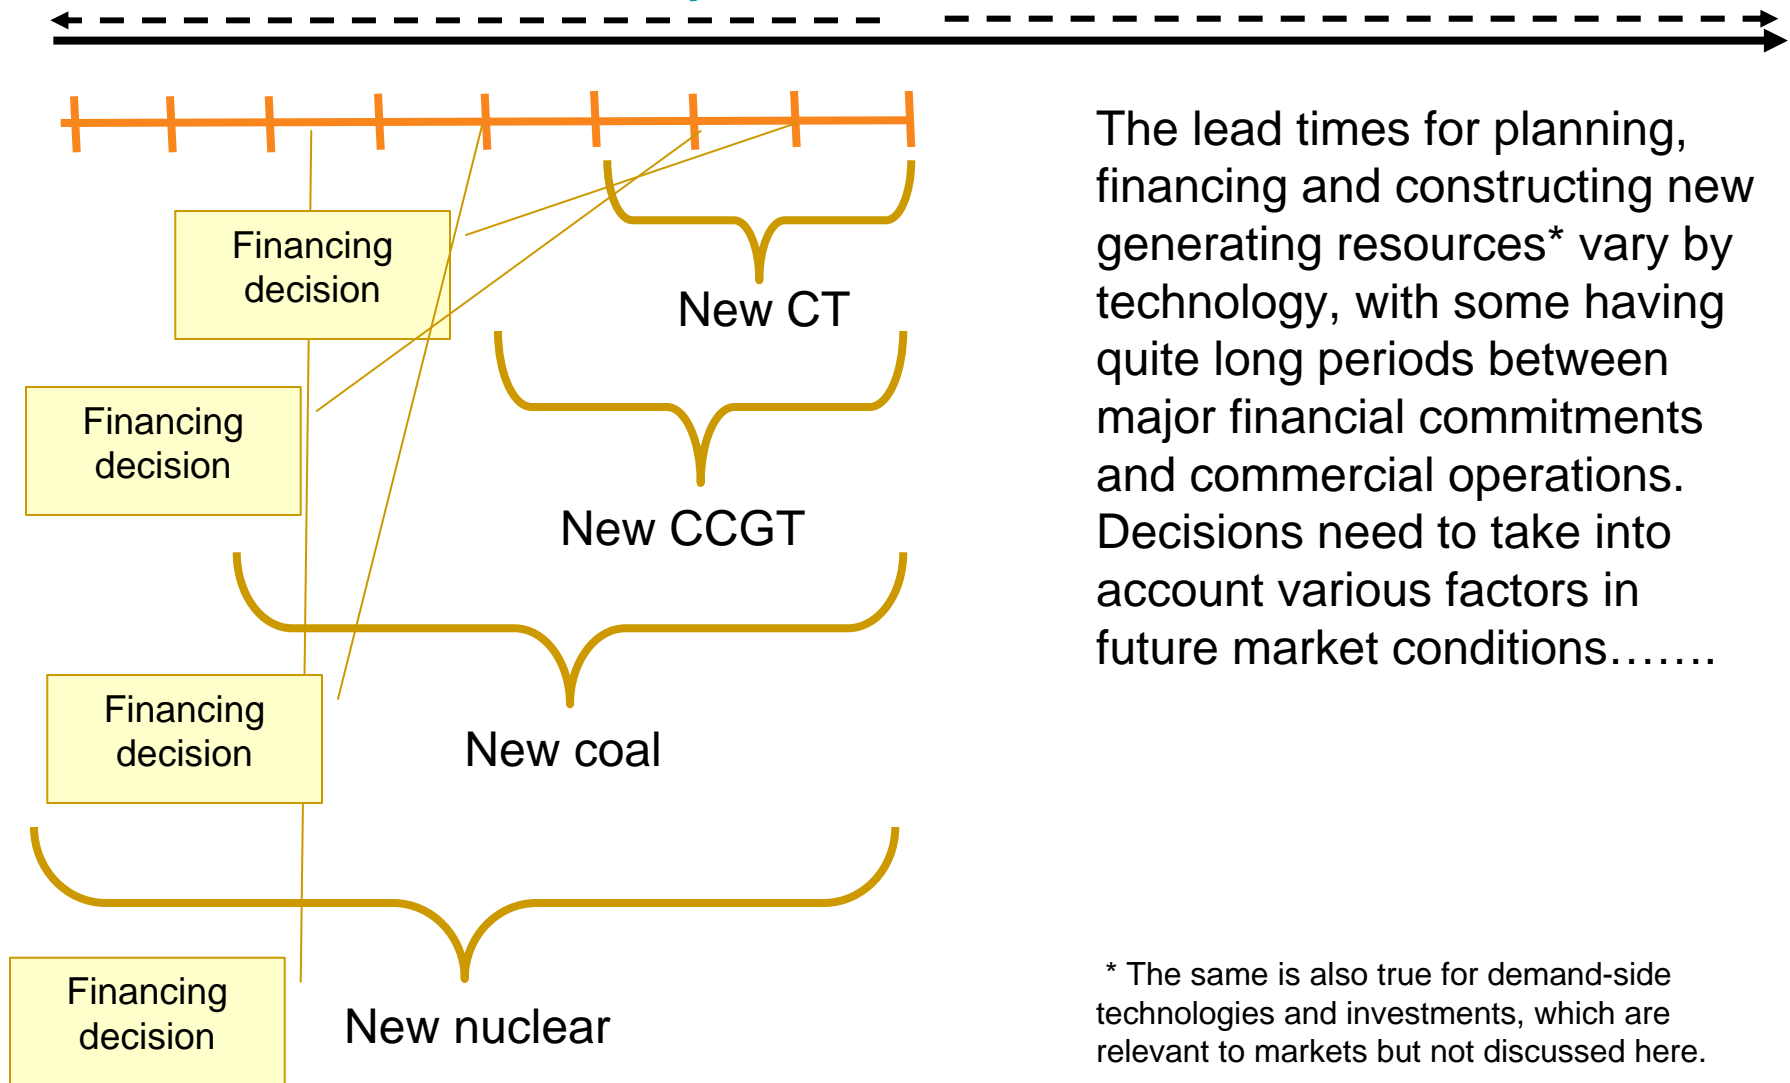 Financing
decision
New CT
Financing
decision
New CCGT
Financing
decision
New coal
Financing
decision
New nuclear
The lead times for planning,
financing and constructing new
generating resources* vary by
technology, with some having
quite long periods between
major financial commitments
and commercial operations.
Decisions need to take into
account various factors in
future market conditions…….
* The same is also true for demand-side
technologies and investments, which are
relevant to markets but not discussed here.